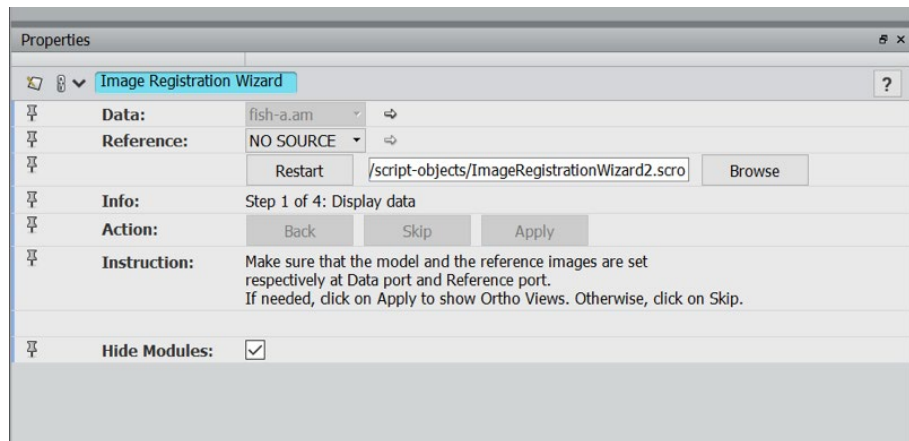 Properties
Image Registration Wizard ?
Data: fish-a.am
Reference: NO SOURCE
Restart /script-objects/ImageRegistrationWizard2.scro Browse
Info: Step 1 of 4: Display data
Action: Back Skip Apply
Instruction: Make sure that the model and the reference images are set
respectively at Data port and Reference port.
If needed, click on Apply to show Ortho Views. Otherwise, click on Skip.
Hide Modules: